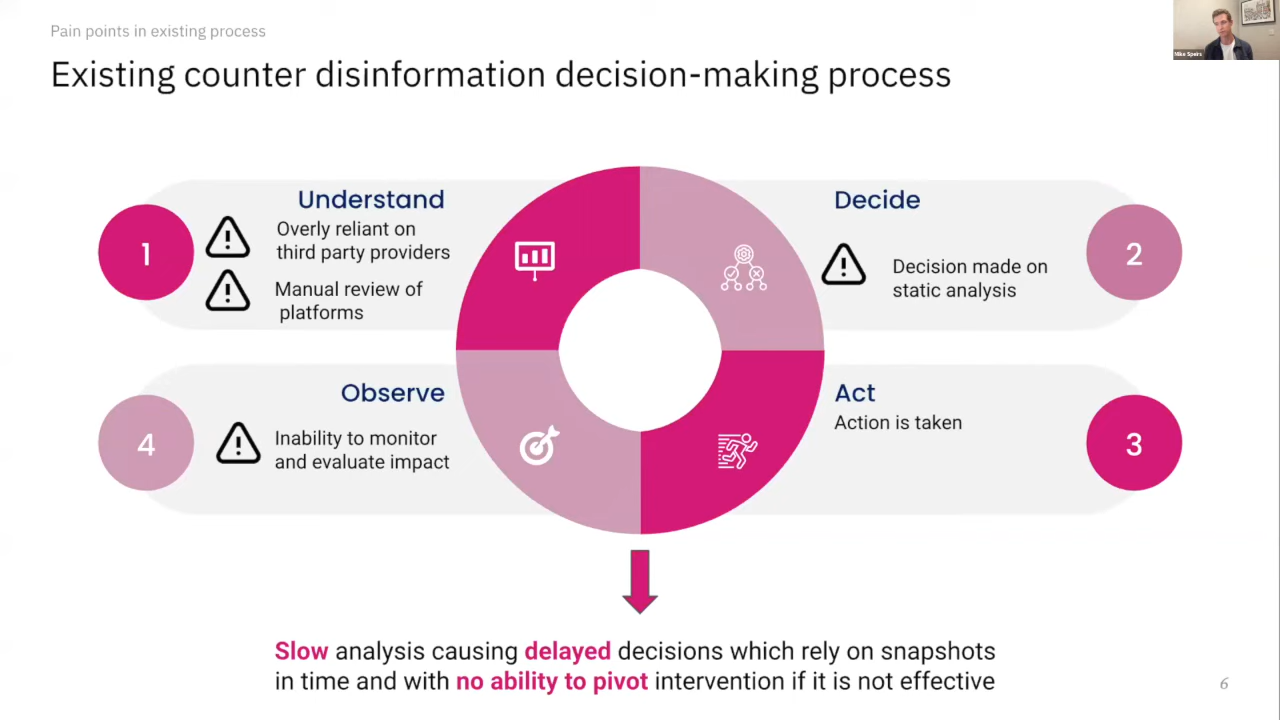 Pain points in existing process
Existing counter disinformation decision-making process
Mike Speirs
1
Understand
Overly reliant on
third party providers
Manual review of
platforms
Decide
Decision made on
static analysis
2
Observe
4
Inability to monitor
and evaluate impact
Act
Action is taken
3
Slow analysis causing delayed decisions which rely on snapshots
in time and with no ability to pivot intervention if it is not effective
6